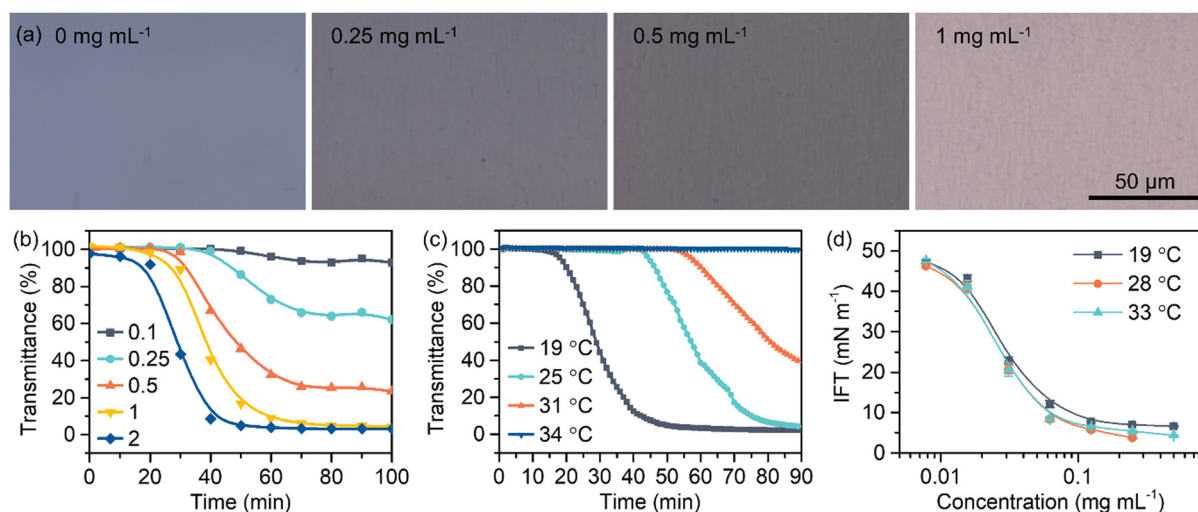 (a) 0 mg mL⁻¹ 0.25 mg mL⁻¹ 0.5 mg mL⁻¹ 1 mg mL⁻¹
50 µm
(b)
Transmittance (%)
100
80
60
40
20
0
0.1
0.25
0.5
1
2
0 20 40 60 80 100
Time (min)
(c)
Transmittance (%)
100
80
60
40
20
0
19 °C
25 °C
31 °C
34 °C
0 10 20 30 40 50 60 70 80 90
Time (min)
(d)
IFT (mN m⁻¹)
50
40
30
20
10
0
19 °C
28 °C
33 °C
0.01 0.1
Concentration (mg mL⁻¹)